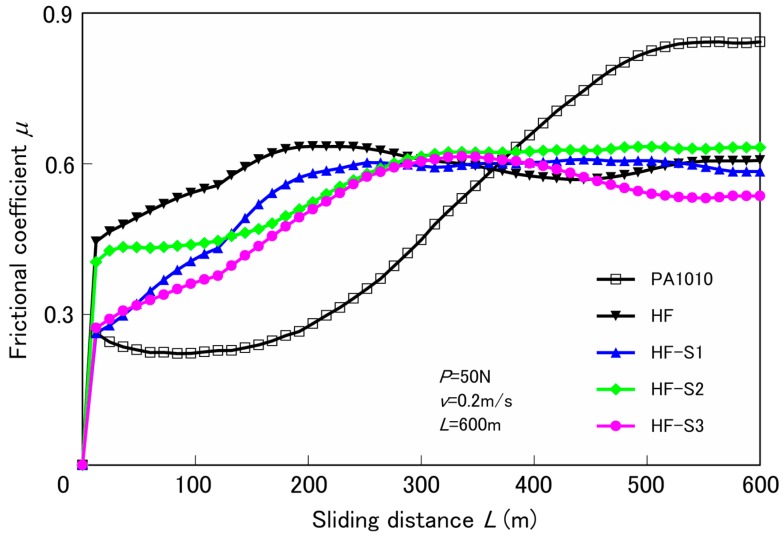 0.9
0.6
0.3
0
Frictional coefficient μ
PA1010
HF
HF-S1
HF-S2
HF-S3
P=50N
v=0.2m/s
L=600m
0 100 200 300 400 500 600
Sliding distance L (m)